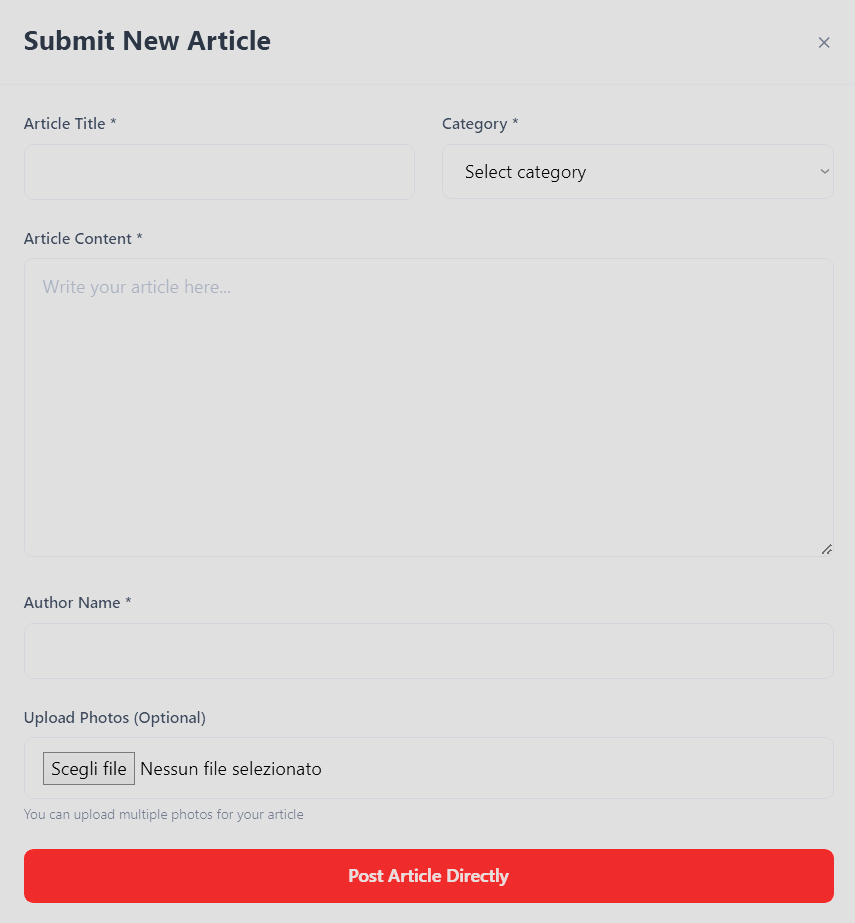 Submit New Article
Article Title *
Category *
Select category
Article Content *
Write your article here...
Author Name *
Upload Photos (Optional)
Scegli file Nessun file selezionato
You can upload multiple photos for your article
Post Article Directly